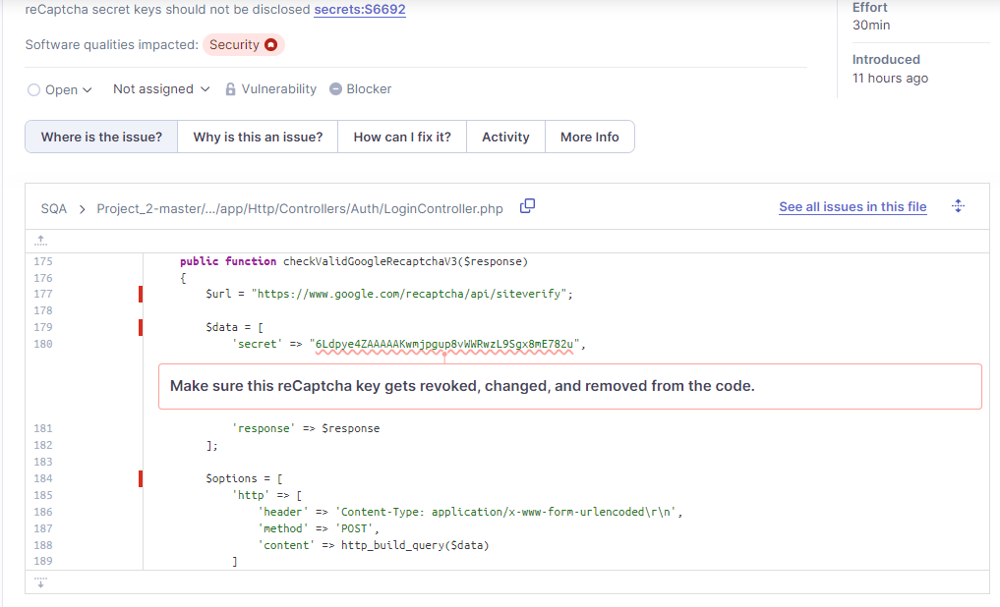 reCaptcha secret keys should not be disclosed secrets:S6692
Software qualities impacted: Security
Open Not assigned Vulnerability Blocker
Effort
30min
Introduced
11 hours ago
Where is the issue? Why is this an issue? How can I fix it? Activity More Info
SQA > Project_2-master/.../app/Http/Controllers/Auth/LoginController.php See all issues in this file
175 public function checkValidGoogleRecaptchaV3($response)
176 {
177 $url = "https://www.google.com/recaptcha/api/siteverify";
178
179 $data = [
180 'secret' => "6Ldpye4ZAAAAAKwmjpgup8vWWRwzL9Sgx8mE782u",
Make sure this reCaptcha key gets revoked, changed, and removed from the code.
181 'response' => $response
182 ];
183
184 $options = [
185 'http' => [
186 'header' => 'Content-Type: application/x-www-form-urlencoded\r\n',
187 'method' => 'POST',
188 'content' => http_build_query($data)
189 ]